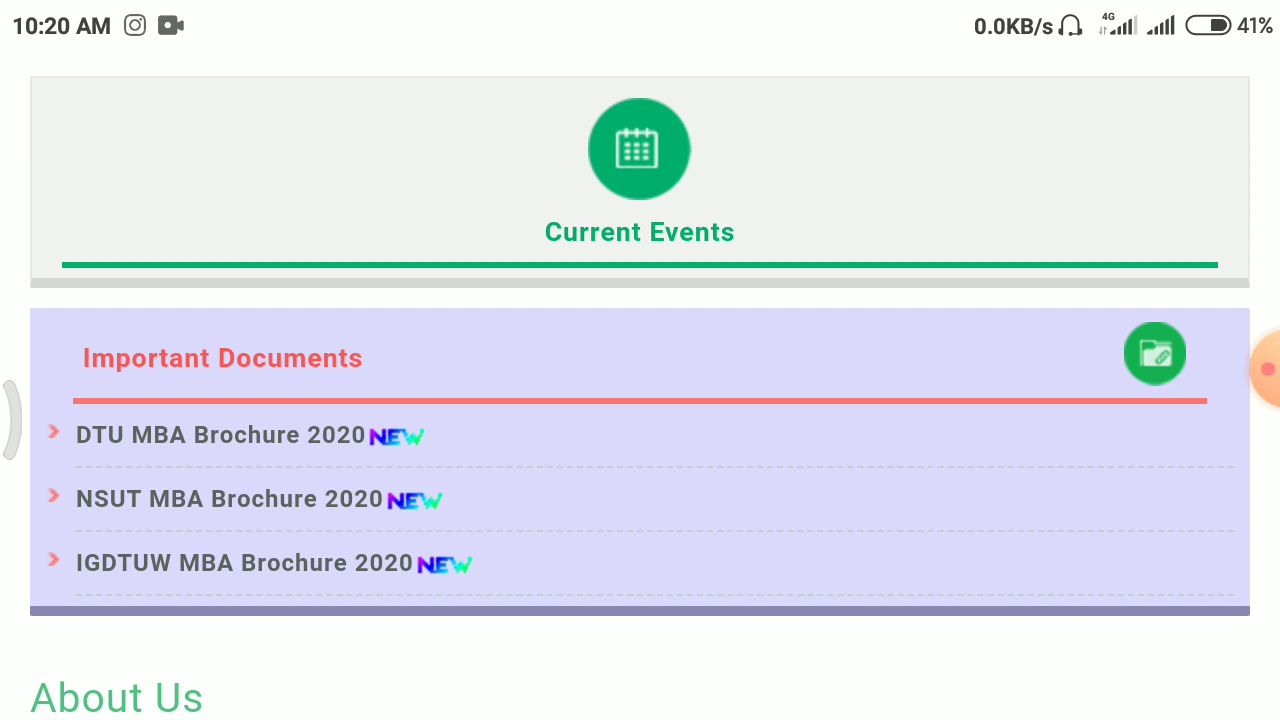 10:20 AM 0.0KB/s 4G 41%
Current Events
Important Documents
DTU MBA Brochure 2020 NEW
NSUT MBA Brochure 2020 NEW
IGDTUW MBA Brochure 2020 NEW
About Us